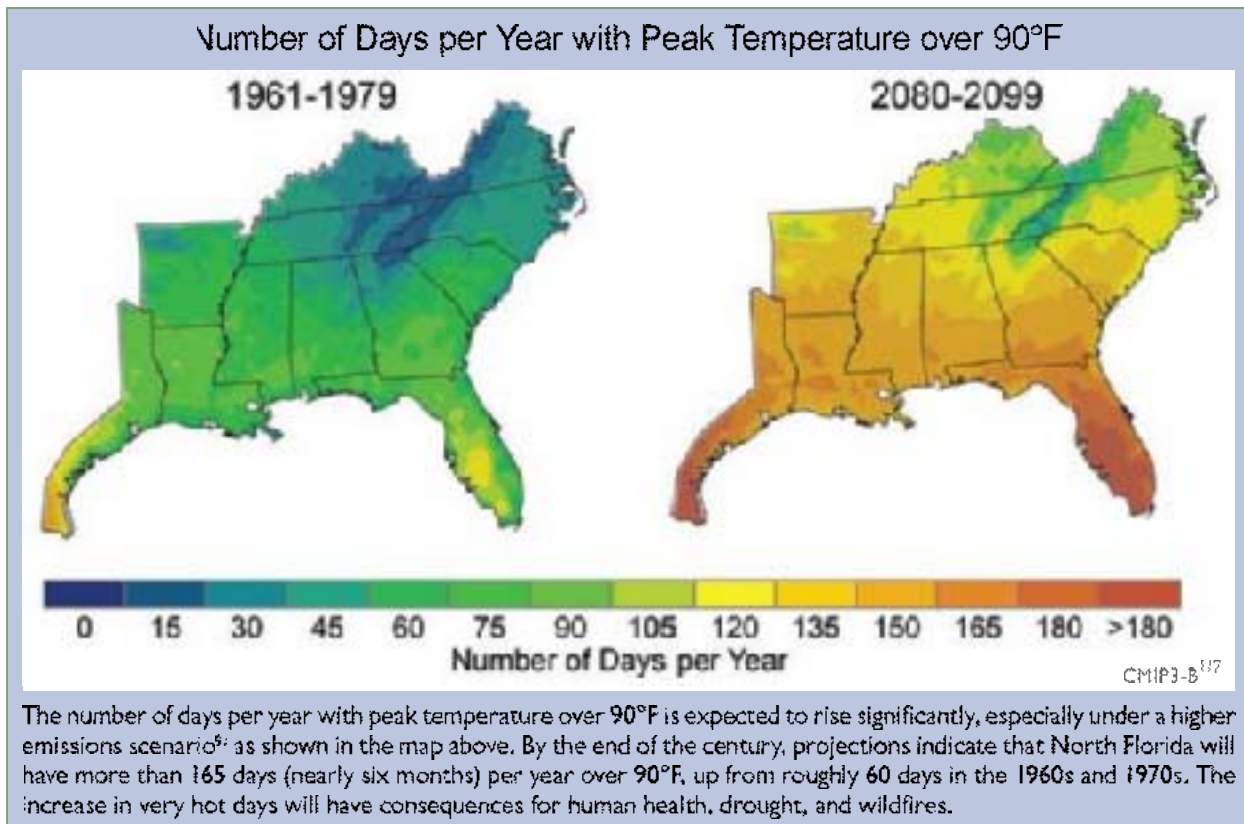 Number of Days per Year with Peak Temperature over 90°F
1961-1979 2080-2099
0 15 30 45 60 75 90 105 120 135 150 165 180 >180
Number of Days per Year
CMIP3-B117
The number of days per year with peak temperature over 90°F is expected to rise significantly, especially under a higher
emissions scenario as shown in the map above. By the end of the century, projections indicate that North Florida will
have more than 165 days (nearly six months) per year over 90°F, up from roughly 60 days in the 1960s and 1970s. The
increase in very hot days will have consequences for human health, drought, and wildfires.